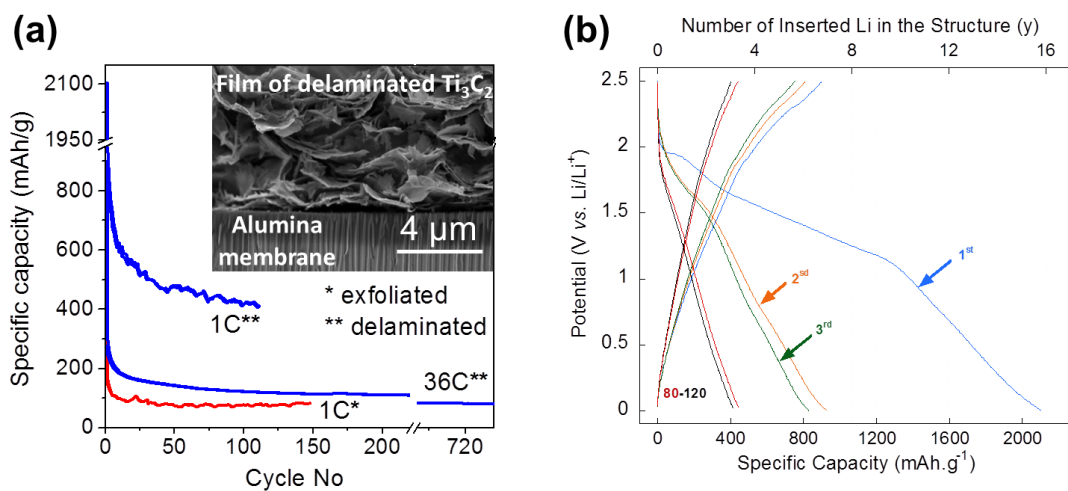 (a)
2100
1950
800
600
400
200
100
0
Specific capacity (mAh/g)
Film of delaminated Ti₃C₂
Alumina
membrane
4 µm
* exfoliated
** delaminated
1C**
36C**
1C*
0 50 100 150 200 720
Cycle No
(b)
Number of Inserted Li in the Structure (y)
0 4 8 12 16
2.5
2.0
1.5
1
0.5
0
Potential (V vs. Li/Li⁺)
1ˢᵗ
2ˢᵈ
3ʳᵈ
80-120
0 400 800 1200 1600 2000
Specific Capacity (mAh.g⁻¹)